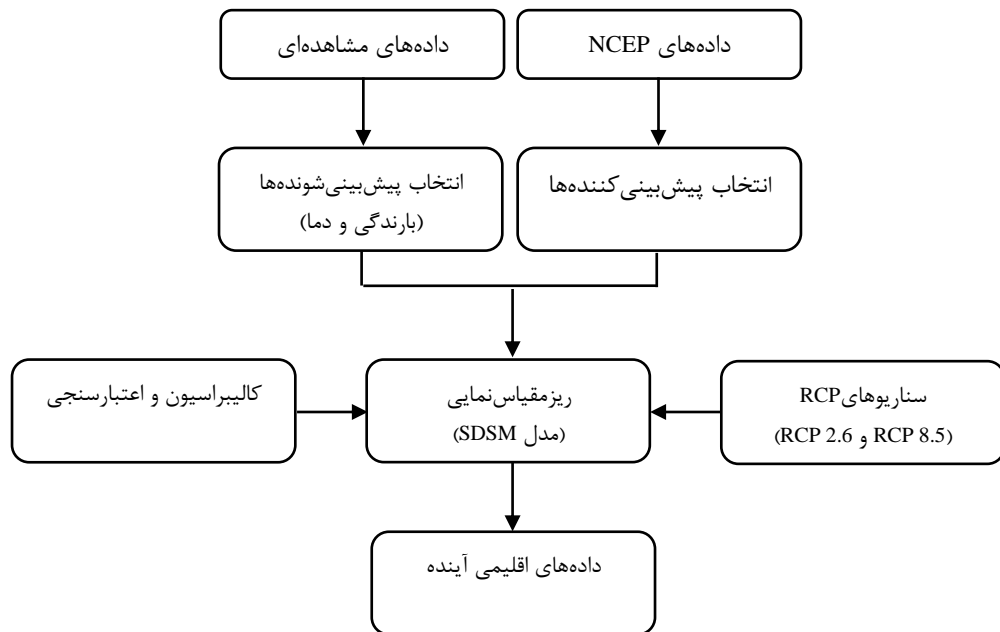 داده‌های NCEP
داده‌های مشاهده‌ای
انتخاب پیش‌بینی‌کننده‌ها
انتخاب پیش‌بینی‌شونده‌ها
(بارندگی و دما)
سناریوهایRCP
(RCP 8.5 و RCP 2.6)
ریزمقیاس‌نمایی
(مدل SDSM)
کالیبراسیون و اعتبارسنجی
داده‌های اقلیمی آینده